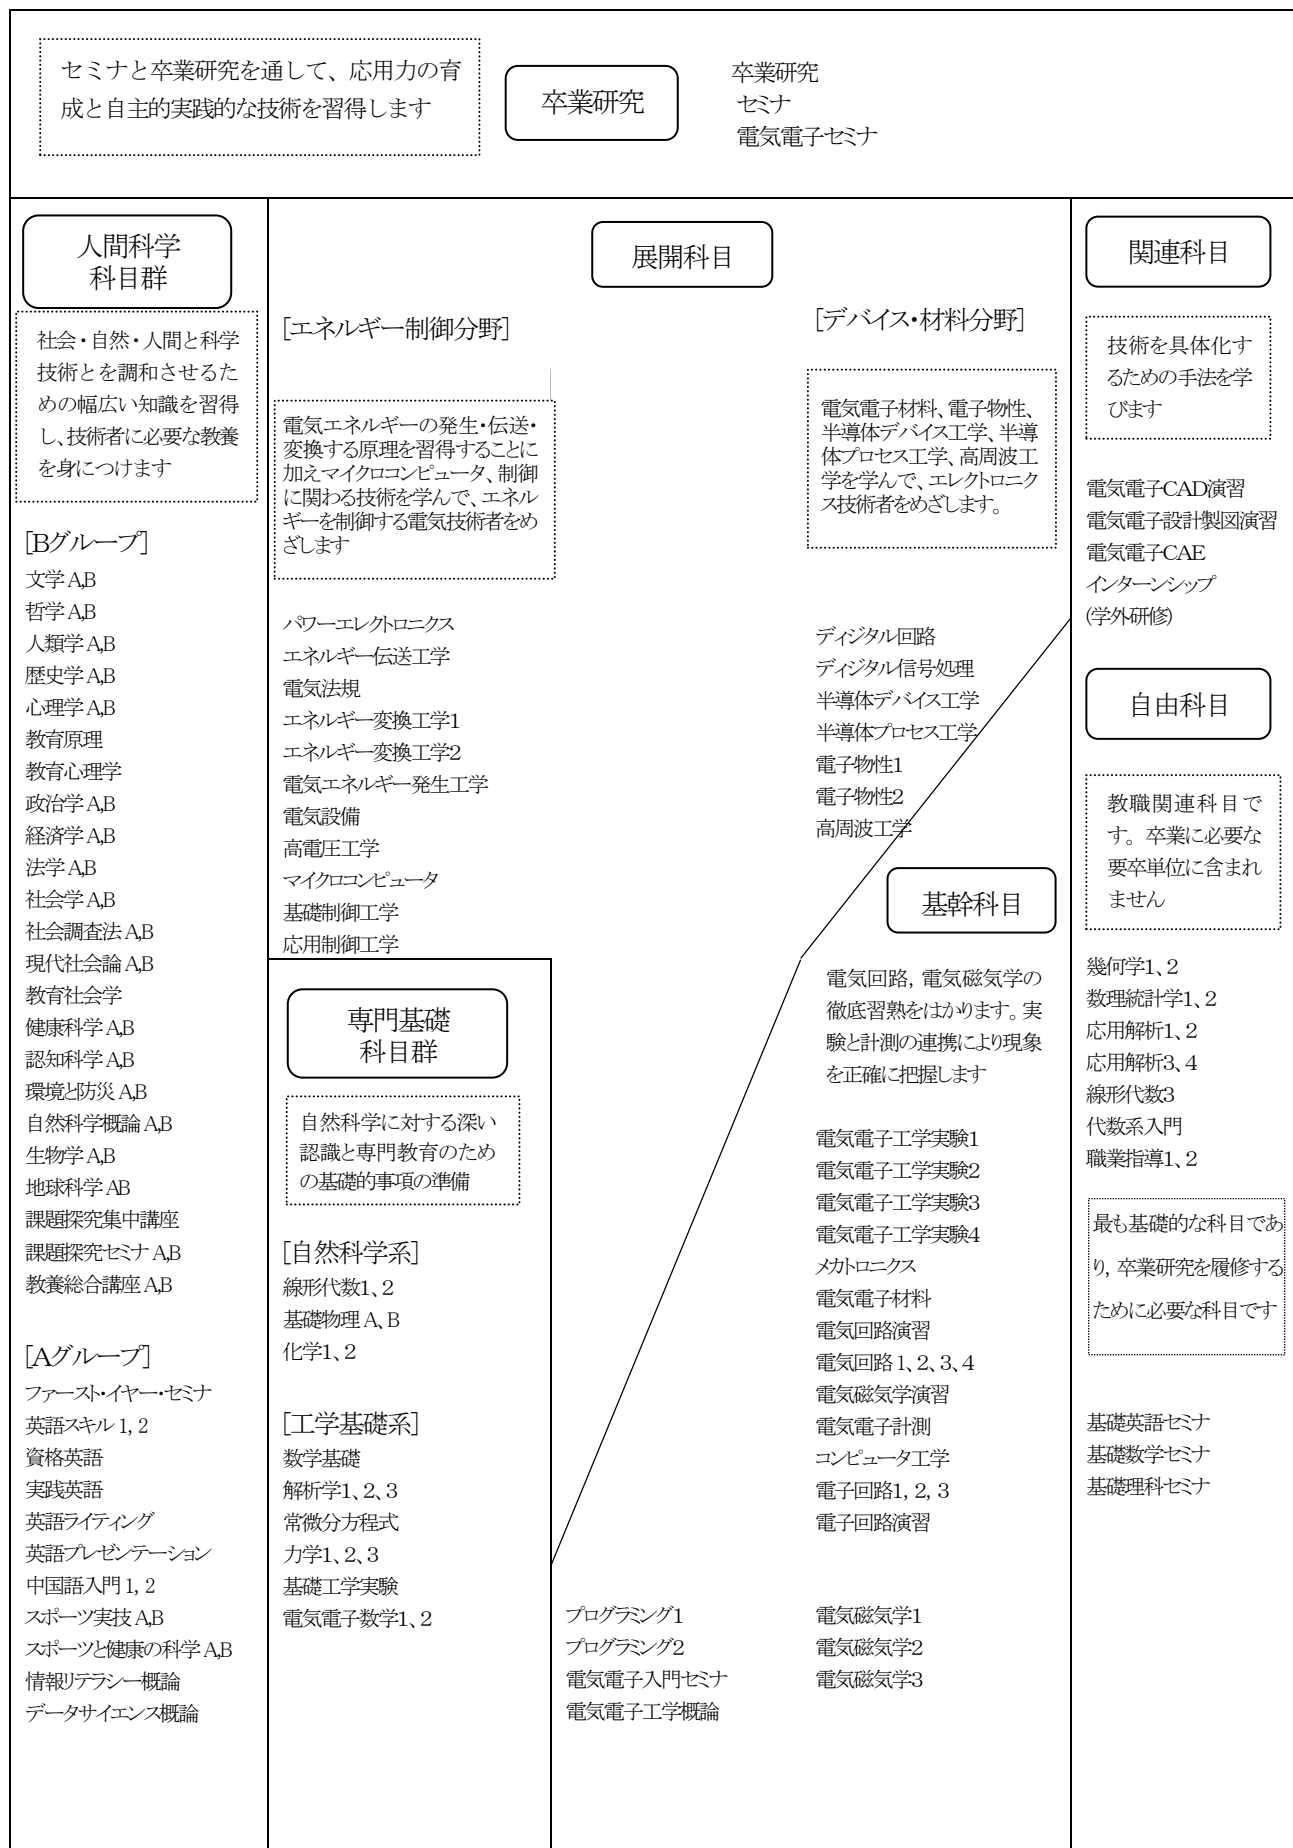 セミナと卒業研究を通して、応用力の育
成と自主的実践的な技術を習得します
卒業研究
卒業研究
セミナ
電気電子セミナ
人間科学
科目群
社会・自然・人間と科学
技術とを調和させるた
めの幅広い知識を習得
し、技術者に必要な教養
を身につけます
[Bグループ]
文学 A,B
哲学 A,B
人類学 A,B
歴史学 A,B
心理学 A,B
教育原理
教育心理学
政治学 A,B
経済学 A,B
法学 A,B
社会学 A,B
社会調査法 A,B
現代社会論 A,B
教育社会学
健康科学 A,B
認知科学 A,B
環境と防災 A,B
自然科学概論 A,B
生物学 A,B
地球科学 AB
課題探究集中講座
課題探究セミナ A,B
教養総合講座 A,B
[Aグループ]
ファースト・イヤー・セミナ
英語スキル 1, 2
資格英語
実践英語
英語ライティング
英語プレゼンテーション
中国語入門 1, 2
スポーツ実技 A,B
スポーツと健康の科学 A,B
情報リテラシー概論
データサイエンス概論
展開科目
[エネルギー制御分野]
電気エネルギーの発生・伝送・
変換する原理を習得することに
加えマイクロコンピュータ、制御
に関わる技術を学んで、エネル
ギーを制御する電気技術者をめ
ざします
パワーエレクトロニクス
エネルギー伝送工学
電気法規
エネルギー変換工学1
エネルギー変換工学2
電気エネルギー発生工学
電気設備
高電圧工学
マイクロコンピュータ
基礎制御工学
応用制御工学
[デバイス・材料分野]
電気電子材料、電子物性、
半導体デバイス工学、半導
体プロセス工学、高周波工
学を学んで、エレクトロニク
ス技術者をめざします。
ディジタル回路
ディジタル信号処理
半導体デバイス工学
半導体プロセス工学
電子物性1
電子物性2
高周波工学
専門基礎
科目群
自然科学に対する深い
認識と専門教育のため
の基礎的事項の準備
[自然科学系]
線形代数1、2
基礎物理 A、B
化学1、2
[工学基礎系]
数学基礎
解析学1、2、3
常微分方程式
力学1、2、3
基礎工学実験
電気電子数学1、2
基幹科目
電気回路, 電気磁気学の
徹底習熟をはかります。実
験と計測の連携により現象
を正確に把握します
電気電子工学実験1
電気電子工学実験2
電気電子工学実験3
電気電子工学実験4
メカトロニクス
電気電子材料
電気回路演習
電気回路 1、2、3、4
電気磁気学演習
電気電子計測
コンピュータ工学
電子回路1, 2, 3
電子回路演習
プログラミング1
プログラミング2
電気電子入門セミナ
電気電子工学概論
電気磁気学1
電気磁気学2
電気磁気学3
関連科目
技術を具体化す
るための手法を学
びます
電気電子CAD演習
電気電子設計製図演習
電気電子CAE
インターンシップ
(学外研修)
自由科目
教職関連科目で
す。卒業に必要な
要卒単位に含まれ
ません
幾何学1、2
数理統計学1、2
応用解析1、2
応用解析3、4
線形代数3
代数系入門
職業指導1、2
最も基礎的な科目であ
り, 卒業研究を履修する
ために必要な科目です
基礎英語セミナ
基礎数学セミナ
基礎理科セミナ